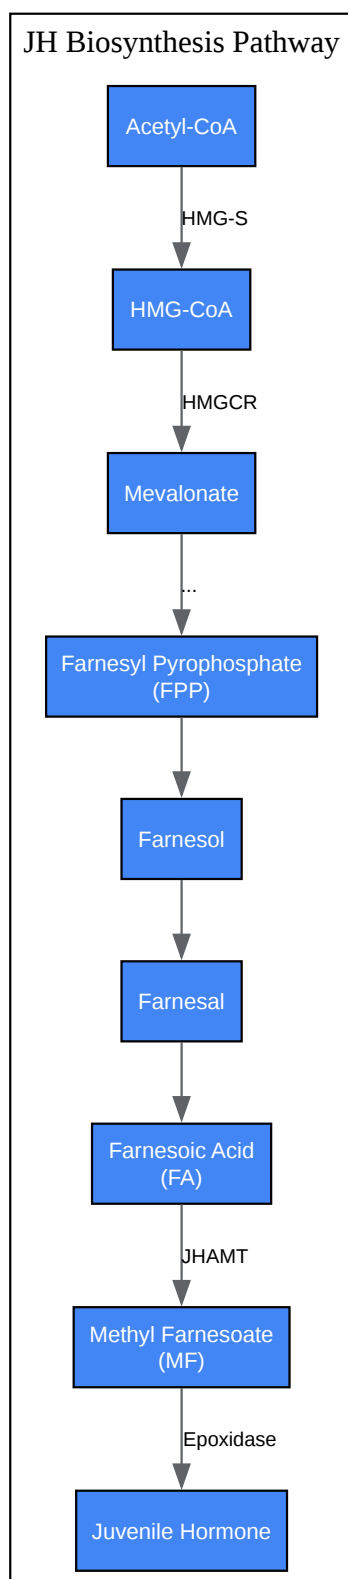 JH Biosynthesis Pathway
Acetyl-CoA
HMG-S
HMG-CoA
HMGCR
Mevalonate
...
Farnesyl Pyrophosphate
(FPP)
Farnesol
Farnesal
Farnesoic Acid
(FA)
JHAMT
Methyl Farnesoate
(MF)
Epoxidase
Juvenile Hormone